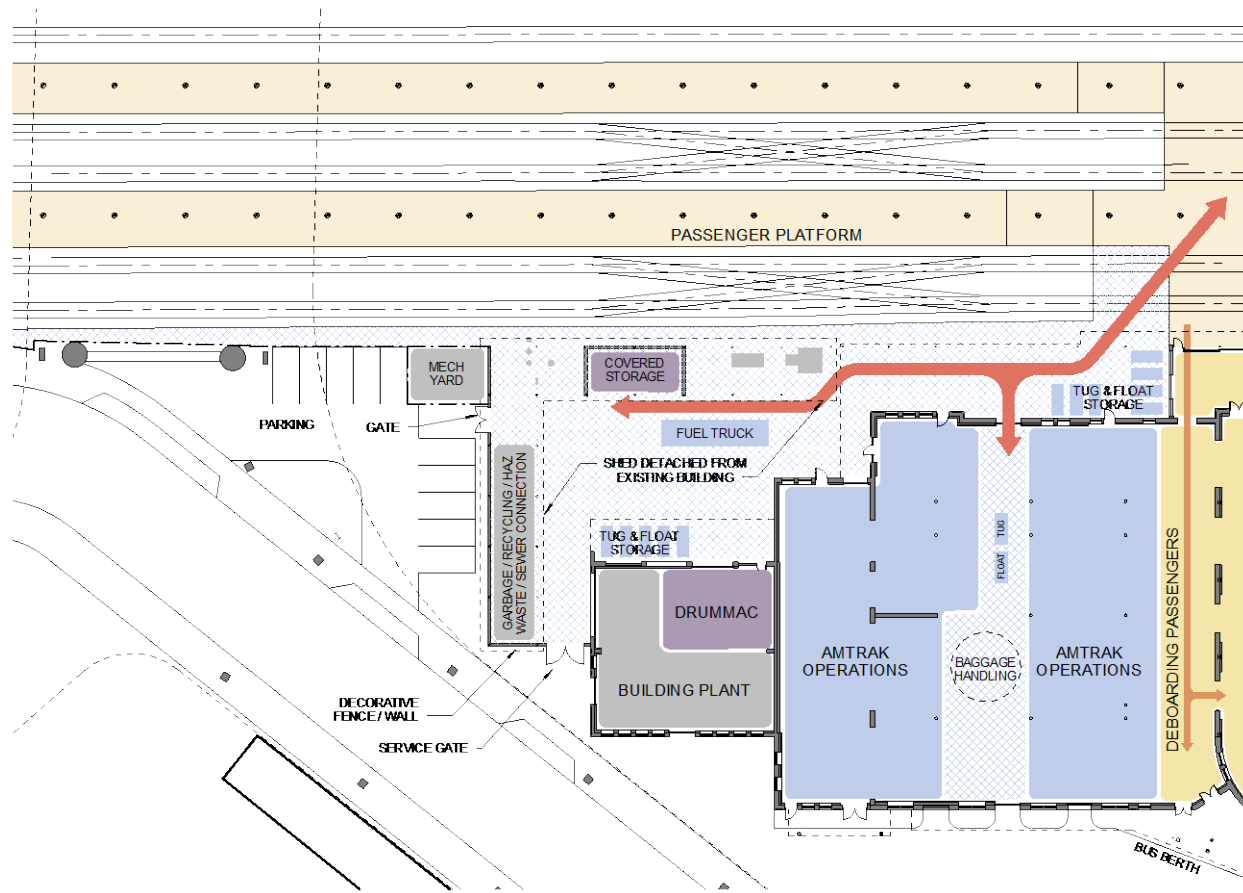 PASSENGER PLATFORM
MECH
YARD
COVERED
STORAGE
TUG & FLOAT
STORAGE
PARKING
GATE
FUEL TRUCK
SHED DETACHED FROM
EXISTING BUILDING
GARBAGE / RECYCLING / HAZ
WASTE / SEWER CONNECTION
TUG & FLOAT
STORAGE
TUG
FLOAT
DRUMMAC
BUILDING PLANT
AMTRAK
OPERATIONS
BAGGAGE
HANDLING
AMTRAK
OPERATIONS
DEBOARDING PASSENGERS
DECORATIVE
FENCE / WALL
SERVICE GATE
BUS BERTH